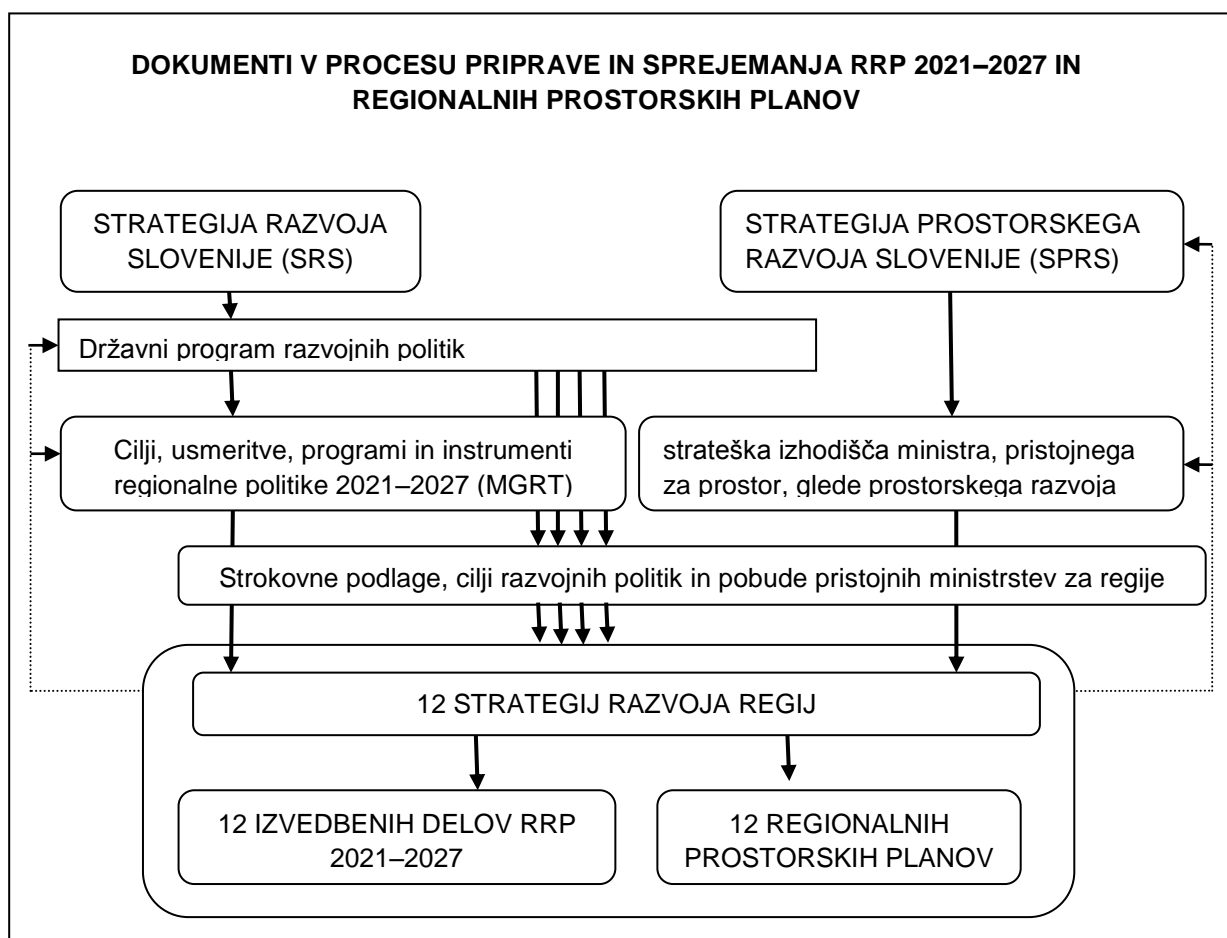 DOKUMENTI V PROCESU PRIPRAVE IN SPREJEMANJA RRP 2021–2027 IN
REGIONALNIH PROSTORSKIH PLANOV
STRATEGIJA RAZVOJA
SLOVENIJE (SRS)
STRATEGIJA PROSTORSKEGA
RAZVOJA SLOVENIJE (SPRS)
Državni program razvojnih politik
Cilji, usmeritve, programi in instrumenti
regionalne politike 2021–2027 (MGRT)
strateška izhodišča ministra, pristojnega
za prostor, glede prostorskega razvoja
Strokovne podlage, cilji razvojnih politik in pobude pristojnih ministrstev za regije
12 STRATEGIJ RAZVOJA REGIJ
12 IZVEDBENIH DELOV RRP
2021–2027
12 REGIONALNIH
PROSTORSKIH PLANOV